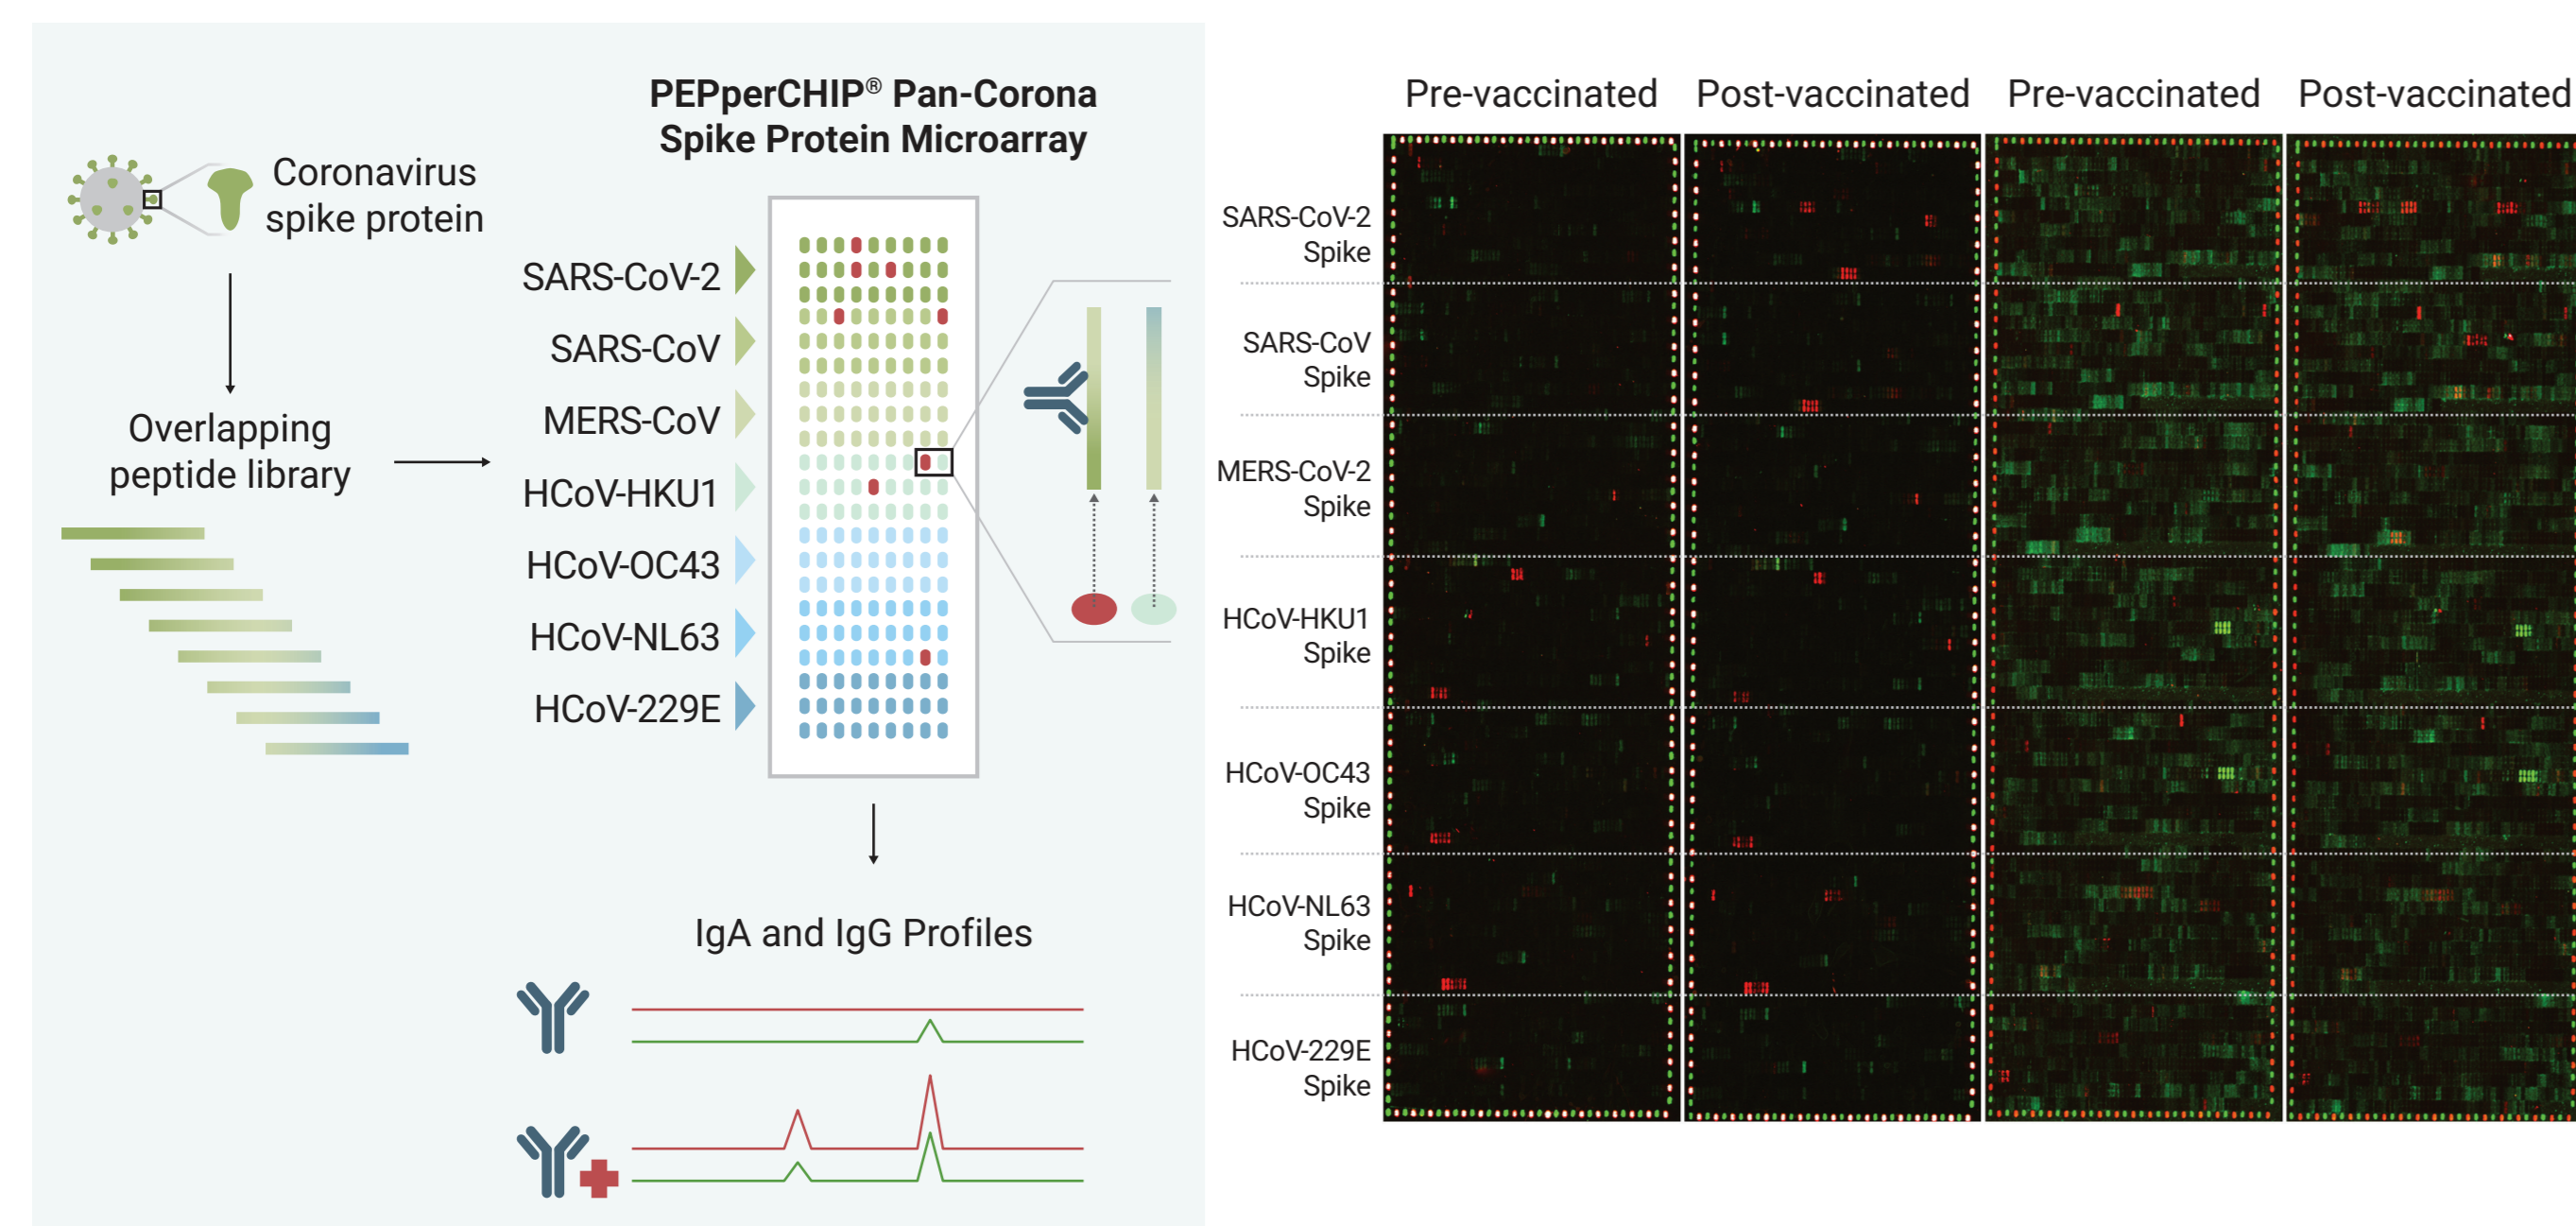 PEPperCHIP® Pan-Corona
Spike Protein Microarray
Coronavirus
spike protein
Overlapping
peptide library
SARS-CoV-2
SARS-CoV
MERS-CoV
HCoV-HKU1
HCoV-OC43
HCoV-NL63
HCoV-229E
IgA and IgG Profiles
Pre-vaccinated Post-vaccinated Pre-vaccinated Post-vaccinated
SARS-CoV-2
Spike
SARS-CoV
Spike
MERS-CoV-2
Spike
HCoV-HKU1
Spike
HCoV-OC43
Spike
HCoV-NL63
Spike
HCoV-229E
Spike